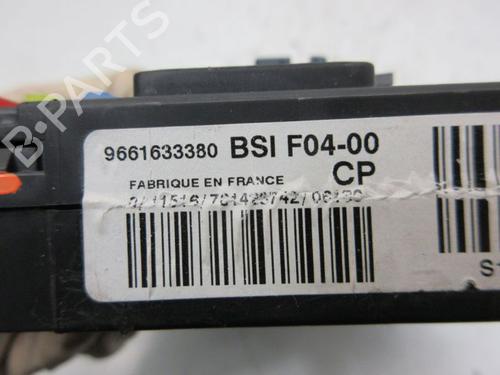 B-PARTS
9661633380 BSI F04-00
CP
FABRIQUE EN FRANCE